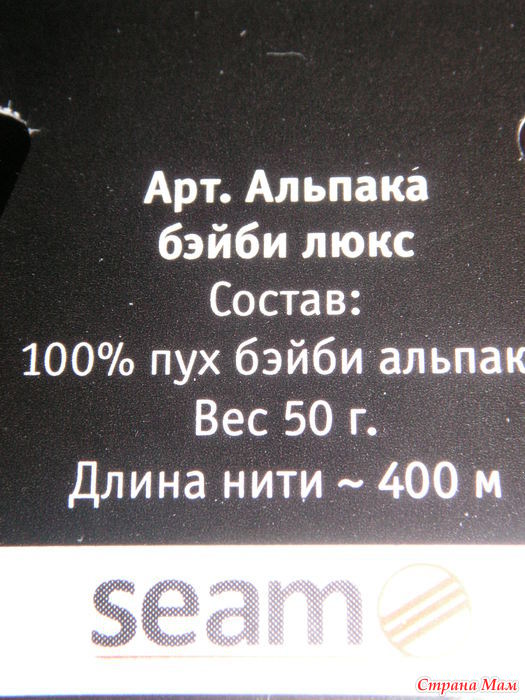 Арт. Альпака
бэйби люкс
Состав:
100% пух бэйби альпак
Вес 50 г.
Длина нити ~ 400 м
seam
Страна Мам